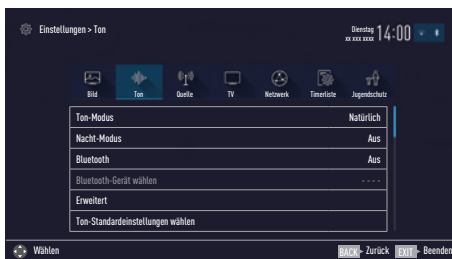 Einstellungen > Ton
Dienstag
xx xxx xxxx
14:00
Bild Ton Quelle TV Netzwerk Timerliste Jugendschutz
Ton-Modus Natürlich
Nacht-Modus Aus
Bluetooth Aus
Bluetooth-Gerät wählen ----
Erweitert
Ton-Standardeinstellungen wählen
Wählen BACK Zurück EXIT Beenden